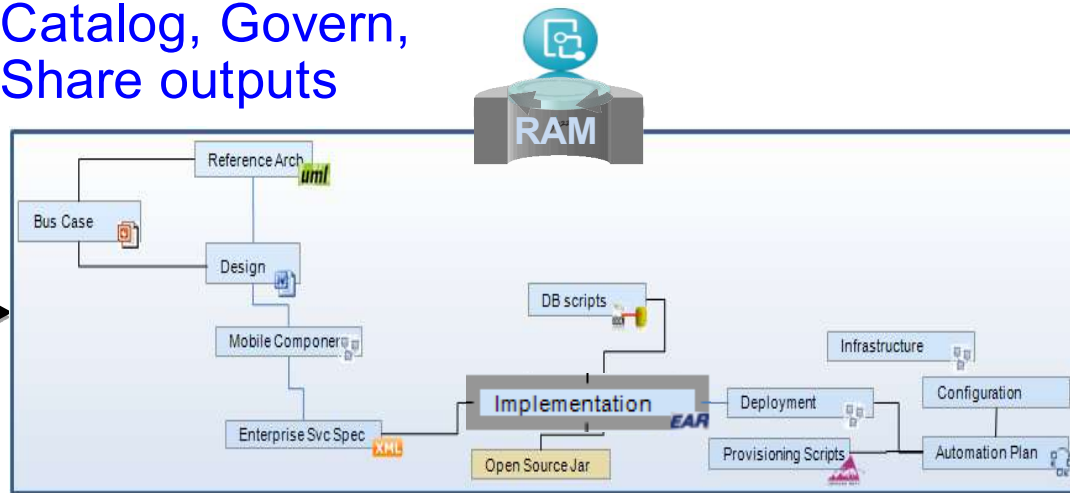 Catalog, Govern,
Share outputs
RAM
Reference Arch
uml
Bus Case
Design
DB scripts
Mobile Componen
Infrastructure
Implementation
EAR
Deployment
Configuration
Enterprise Svc Spec
XML
Open Source Jar
Provisioning Scripts
Automation Plan